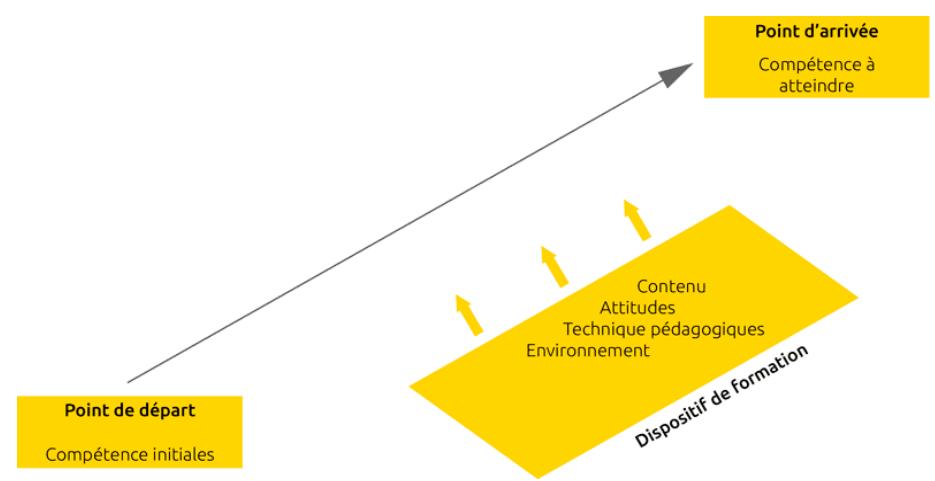 Point d’arrivée
Compétence à
atteindre
Contenu
Attitudes
Technique pédagogiques
Environnement
Dispositif de formation
Point de départ
Compétence initiales